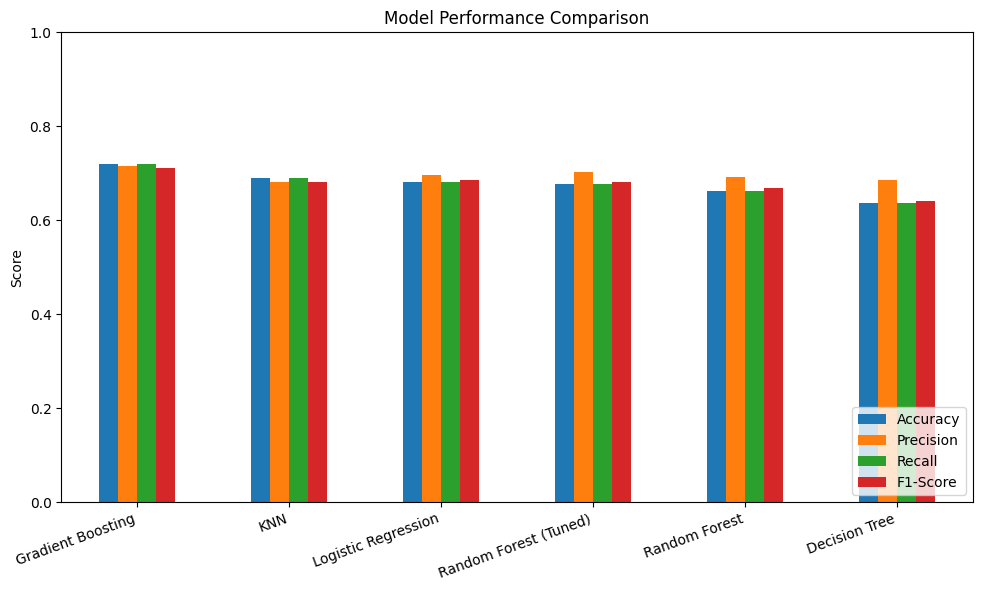 Model Performance Comparison
1.0
0.8
0.6
0.4
0.2
0.0
Score
Accuracy
Precision
Recall
F1-Score
Gradient Boosting
KNN
Logistic Regression
Random Forest (Tuned)
Random Forest
Decision Tree